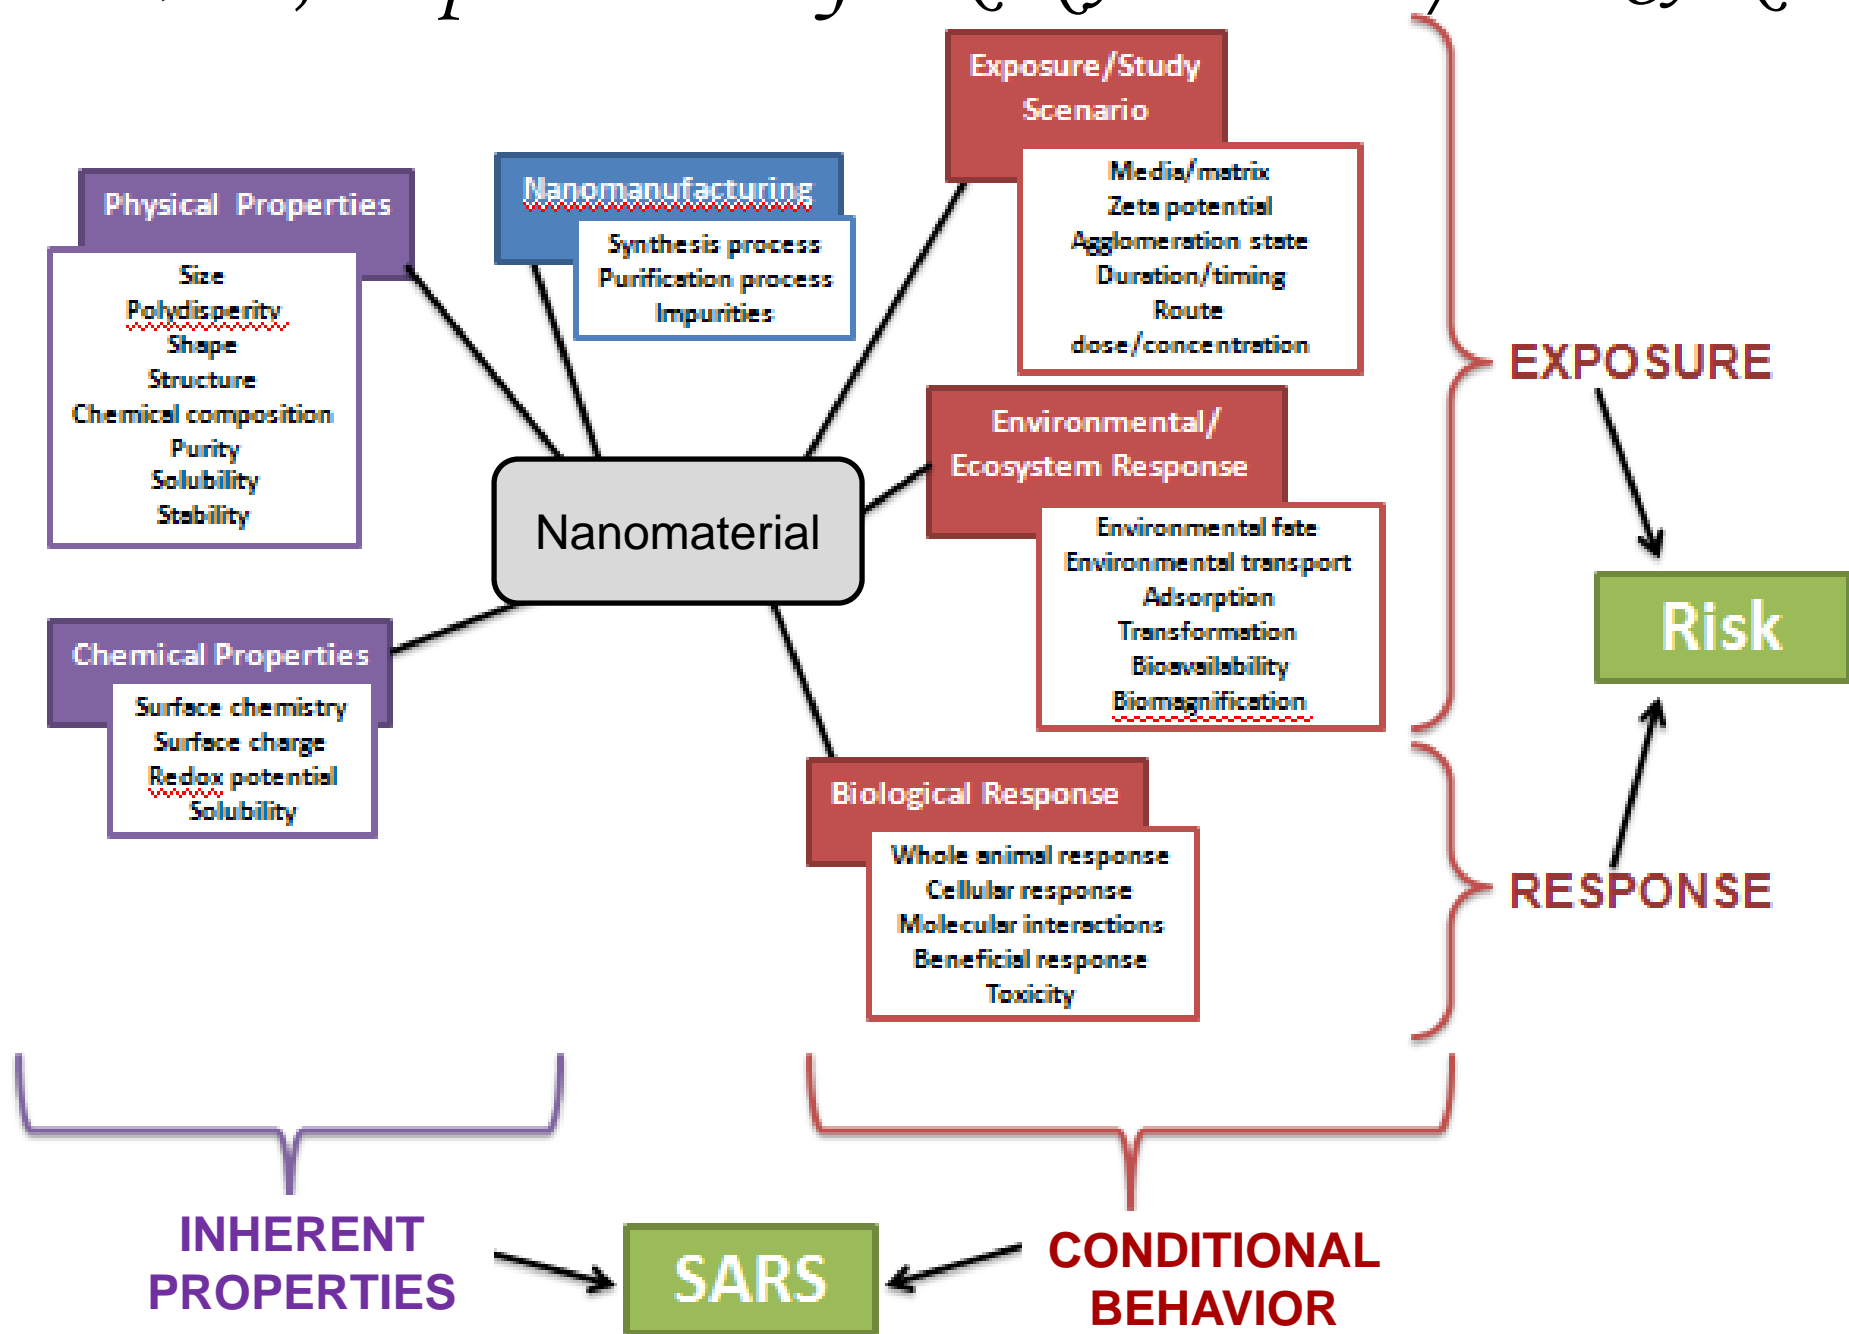 Exposure/Study
Scenario
Media/matrix
Zeta potential
Agglomeration state
Duration/timing
Route
dose/concentration
Physical Properties
Size
Polydisperity
Shape
Structure
Chemical composition
Purity
Solubility
Stability
Nanomanufacturing
Synthesis process
Purification process
Impurities
EXPOSURE
Environmental/
Ecosystem Response
Environmental fate
Environmental transport
Adsorption
Transformation
Bioavailability
Biomagnification
Nanomaterial
Risk
Chemical Properties
Surface chemistry
Surface charge
Redox potential
Solubility
Biological Response
Whole animal response
Cellular response
Molecular interactions
Beneficial response
Toxicity
RESPONSE
INHERENT
PROPERTIES
SARS
CONDITIONAL
BEHAVIOR